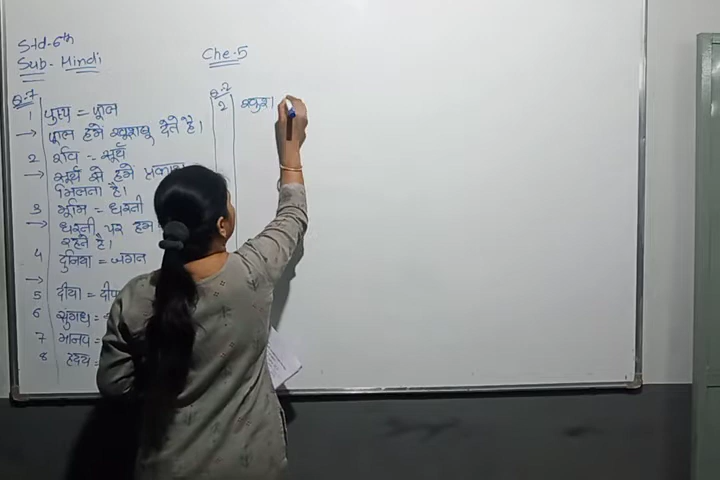 Std-6th
Sub- Hindi
Che.5
Q.7
1 पुष्प = फूल
→ फूल हमें खूशबू देते है।
2 रवि = सूर्य
→ सूर्य से हमे प्रकाश
मिलता है।
3 भूमि = धरती
→ धरती पर हम
रहते है।
4 दुनिया = जगत
→
5 दीया = दीप
6 सुंगध =
7 मानव =
8 हृदय =
Q.2
2 खुश